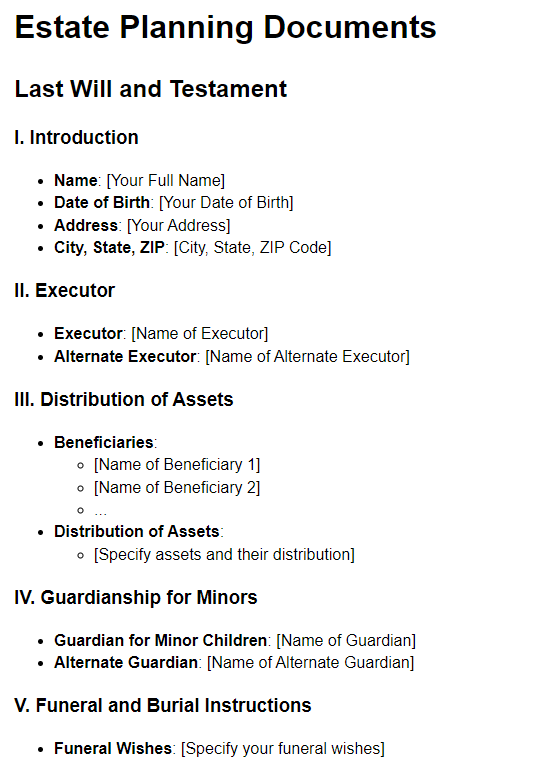 Estate Planning Documents
Last Will and Testament
I. Introduction
• Name: [Your Full Name]
• Date of Birth: [Your Date of Birth]
• Address: [Your Address]
• City, State, ZIP: [City, State, ZIP Code]
II. Executor
• Executor: [Name of Executor]
• Alternate Executor: [Name of Alternate Executor]
III. Distribution of Assets
• Beneficiaries:
◦ [Name of Beneficiary 1]
◦ [Name of Beneficiary 2]
◦ ...
• Distribution of Assets:
◦ [Specify assets and their distribution]
IV. Guardianship for Minors
• Guardian for Minor Children: [Name of Guardian]
• Alternate Guardian: [Name of Alternate Guardian]
V. Funeral and Burial Instructions
• Funeral Wishes: [Specify your funeral wishes]